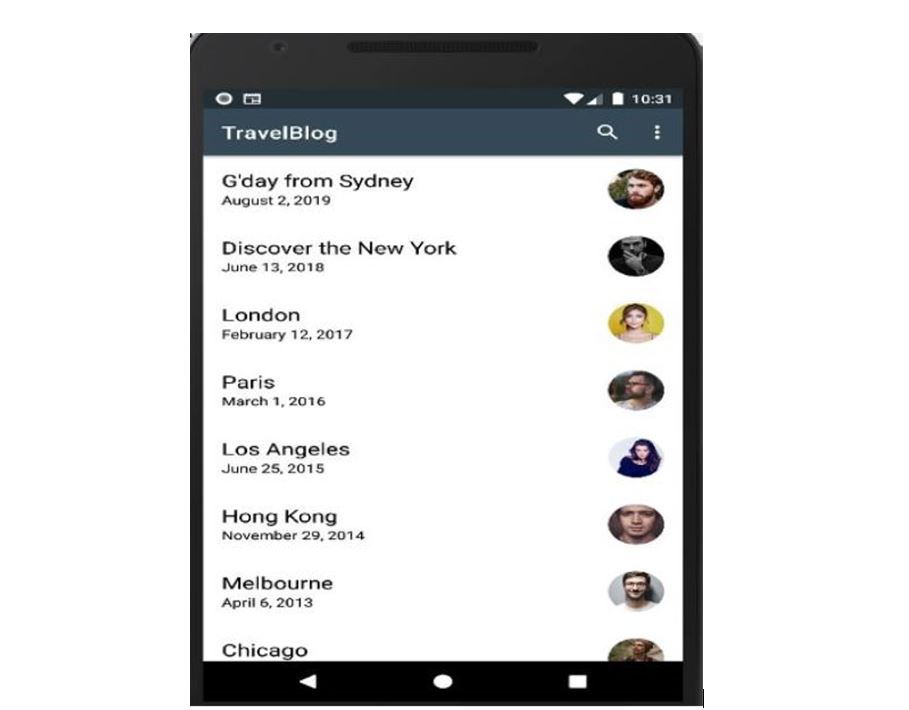 10:31
TravelBlog
G'day from Sydney
August 2, 2019
Discover the New York
June 13, 2018
London
February 12, 2017
Paris
March 1, 2016
Los Angeles
June 25, 2015
Hong Kong
November 29, 2014
Melbourne
April 6, 2013
Chicago